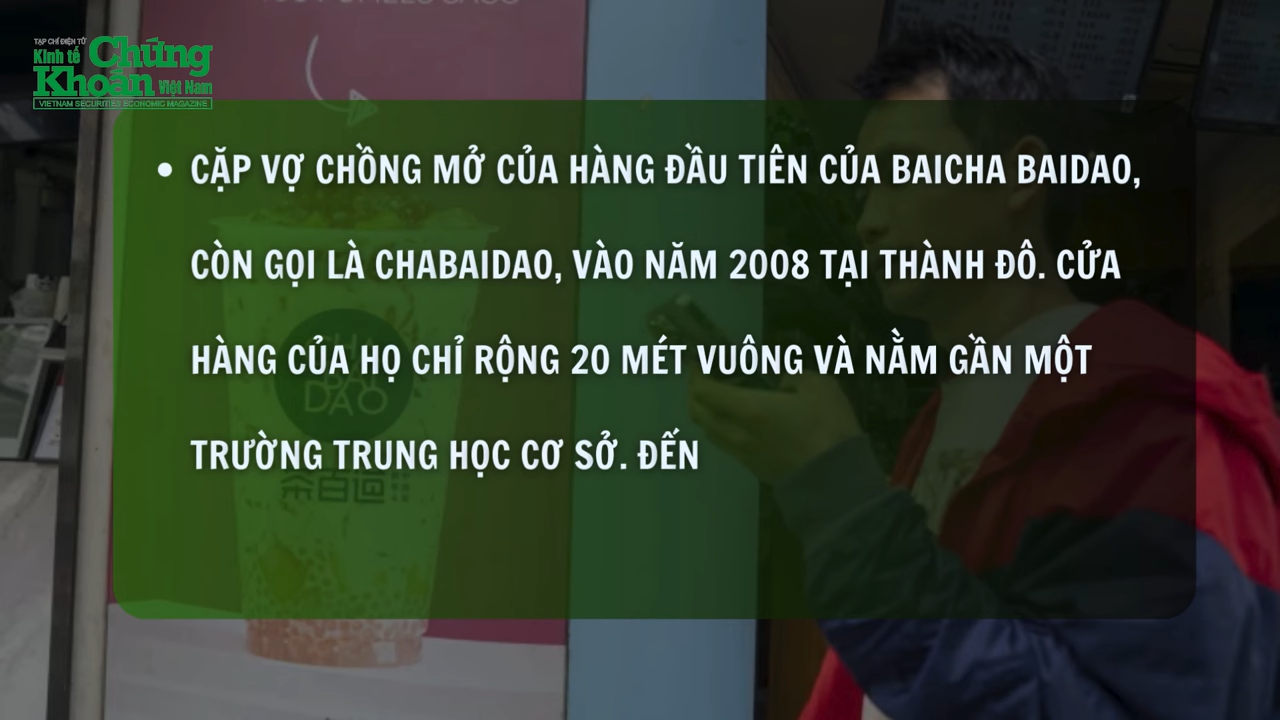 TẠP CHÍ ĐIỆN TỬ
Kinh tế Chứng
Khoán Việt Nam
VIETNAM SECURITIES ECONOMIC MAGAZINE
• CẶP VỢ CHỒNG MỞ CỦA HÀNG ĐẦU TIÊN CỦA BAICHA BAIDAO,
CÒN GỌI LÀ CHABAIDAO, VÀO NĂM 2008 TẠI THÀNH ĐÔ. CỬA
HÀNG CỦA HỌ CHỈ RỘNG 20 MÉT VUÔNG VÀ NẰM GẦN MỘT
TRƯỜNG TRUNG HỌC CƠ SỞ. ĐẾN
DAO